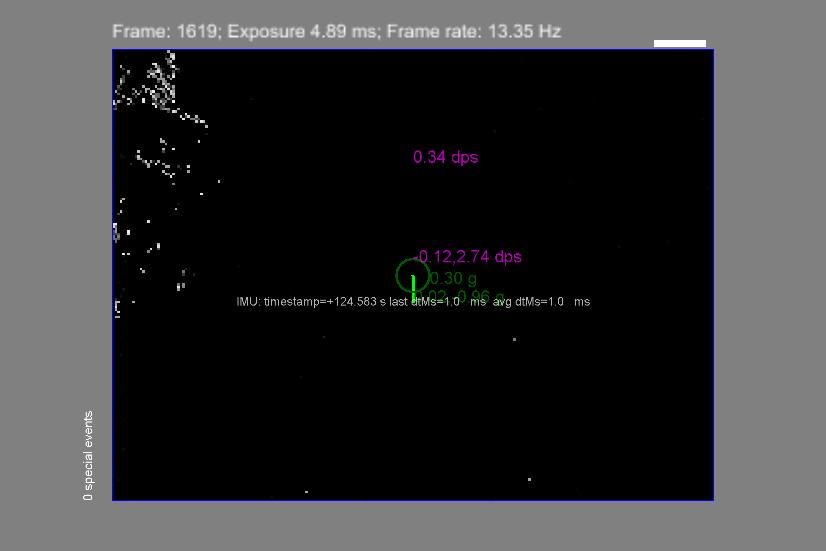 Frame: 1619; Exposure 4.89 ms; Frame rate: 13.35 Hz
0.34 dps
-0.12,2.74 dps
0.30 g
0.96 g
IMU: timestamp=+124.583 s last dtMs=1.0 ms avg dtMs=1.0 ms
0 special events